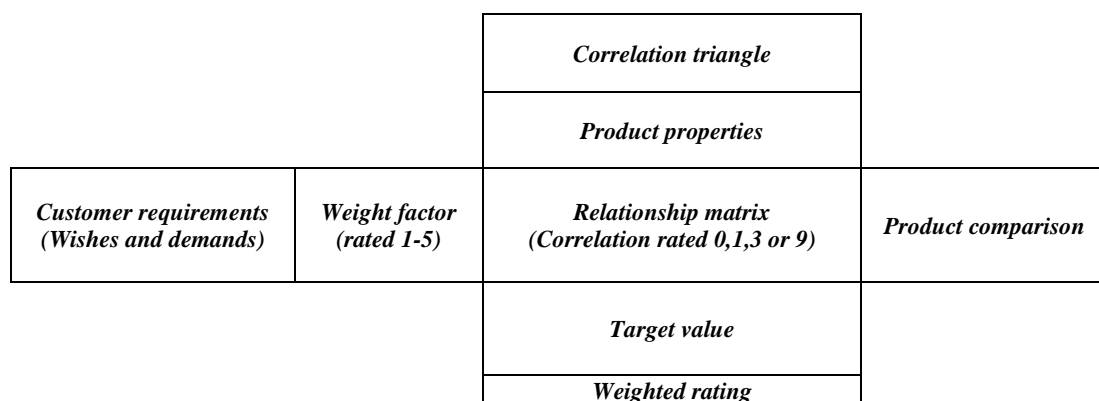 Correlation triangle
Product properties
Customer requirements
(Wishes and demands)
Weight factor
(rated 1-5)
Relationship matrix
(Correlation rated 0,1,3 or 9)
Product comparison
Target value
Weighted rating